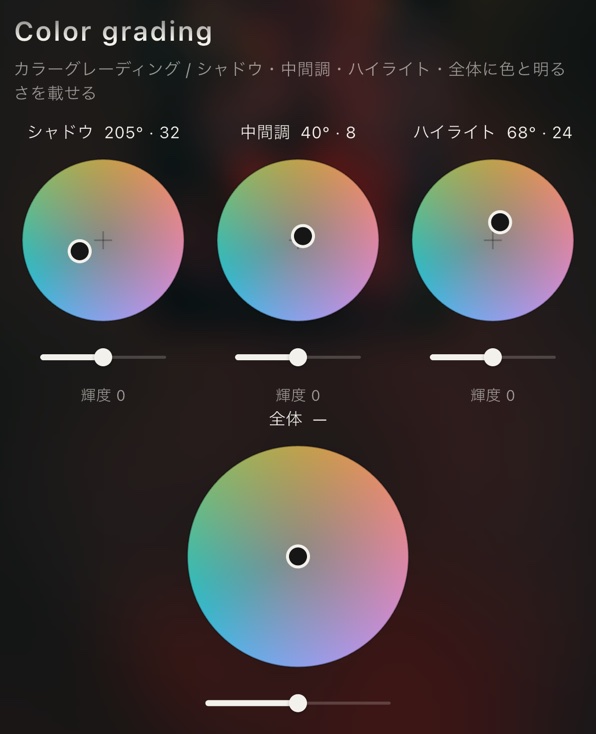 Color grading
カラーグレーディング / シャドウ・中間調・ハイライト・全体に色と明る
さを載せる
シャドウ 205° · 32
中間調 40° · 8
ハイライト 68° · 24
輝度 0
輝度 0
輝度 0
全体 —